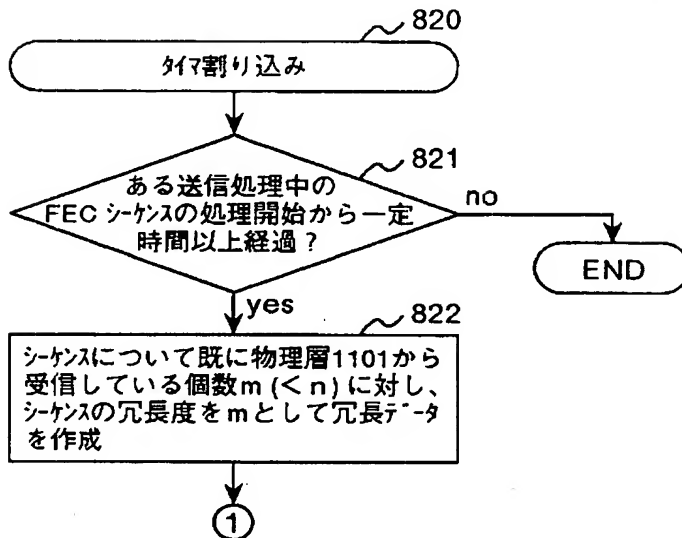 820
タイマ割り込み
821
ある送信処理中の
FEC シーケンスの処理開始から一定
時間以上経過？
no
END
yes
822
シーケンスについて既に物理層1101から
受信している個数m (< n) に対し、
シーケンスの冗長度をmとして冗長データ
を作成
1